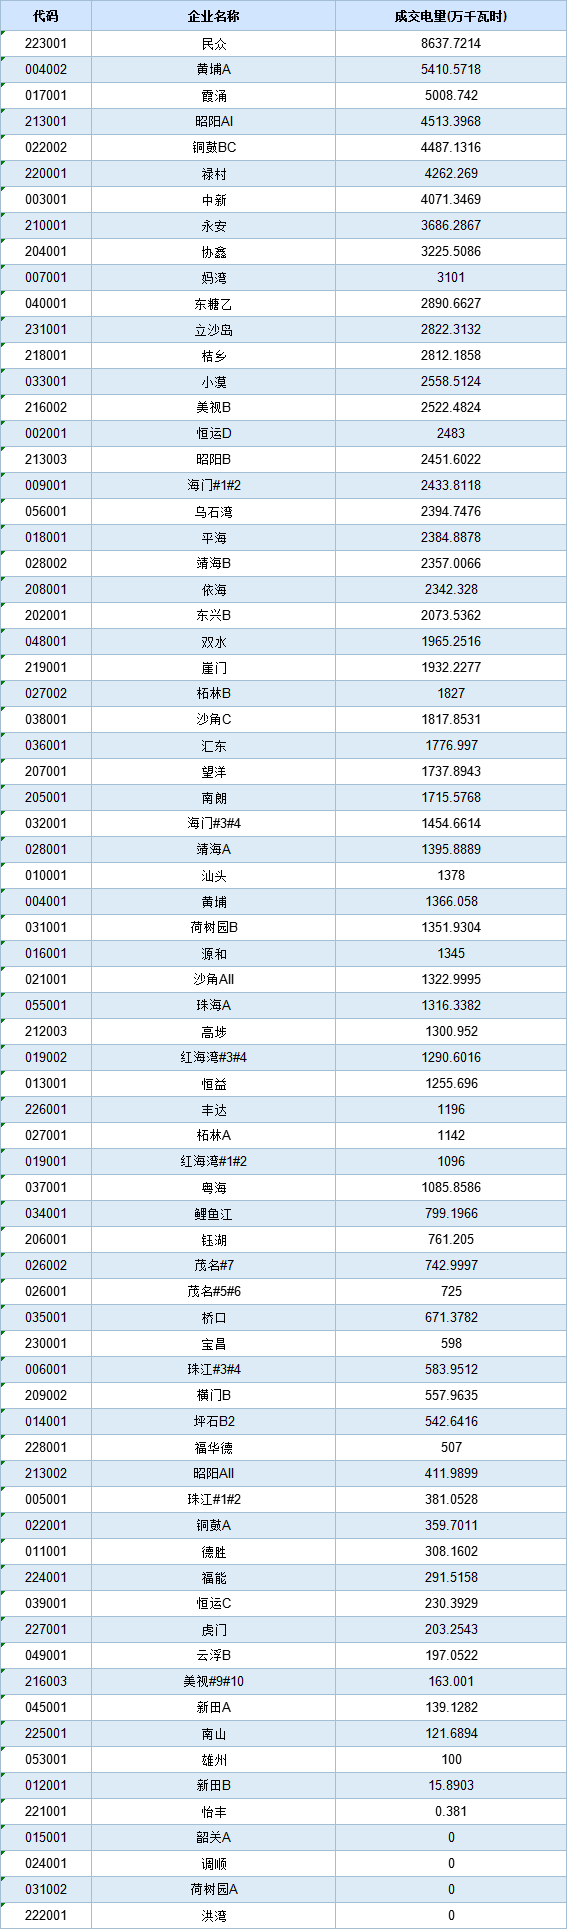 代码 企业名称 成交电量(万千瓦时)
223001 民众 8637.7214
004002 黄埔A 5410.5718
017001 霞涌 5008.742
213001 昭阳AI 4513.3968
022002 铜鼓BC 4487.1316
220001 禄村 4262.269
003001 中新 4071.3469
210001 永安 3686.2867
204001 协鑫 3225.5086
007001 妈湾 3101
040001 东糖乙 2890.6627
231001 立沙岛 2822.3132
218001 桔乡 2812.1858
033001 小漠 2558.5124
216002 美视B 2522.4824
002001 恒运D 2483
213003 昭阳B 2451.6022
009001 海门#1#2 2433.8118
056001 乌石湾 2394.7476
018001 平海 2384.8878
028002 靖海B 2357.0066
208001 依海 2342.328
202001 东兴B 2073.5362
048001 双水 1965.2516
219001 崖门 1932.2277
027002 柘林B 1827
038001 沙角C 1817.8531
036001 汇东 1776.997
207001 望洋 1737.8943
205001 南朗 1715.5768
032001 海门#3#4 1454.6614
028001 靖海A 1395.8889
010001 汕头 1378
004001 黄埔 1366.058
031001 荷树园B 1351.9304
016001 源和 1345
021001 沙角AII 1322.9995
055001 珠海A 1316.3382
212003 高埗 1300.952
019002 红海湾#3#4 1290.6016
013001 恒益 1255.696
226001 丰达 1196
027001 柘林A 1142
019001 红海湾#1#2 1096
037001 粤海 1085.8586
034001 鲤鱼江 799.1966
206001 钰湖 761.205
026002 茂名#7 742.9997
026001 茂名#5#6 725
035001 桥口 671.3782
230001 宝昌 598
006001 珠江#3#4 583.9512
209002 横门B 557.9635
014001 坪石B2 542.6416
228001 福华德 507
213002 昭阳AII 411.9899
005001 珠江#1#2 381.0528
022001 铜鼓A 359.7011
011001 德胜 308.1602
224001 福能 291.5158
039001 恒运C 230.3929
227001 虎门 203.2543
049001 云浮B 197.0522
216003 美视#9#10 163.001
045001 新田A 139.1282
225001 南山 121.6894
053001 雄州 100
012001 新田B 15.8903
221001 怡丰 0.381
015001 韶关A 0
024001 调顺 0
031002 荷树园A 0
222001 洪湾 0